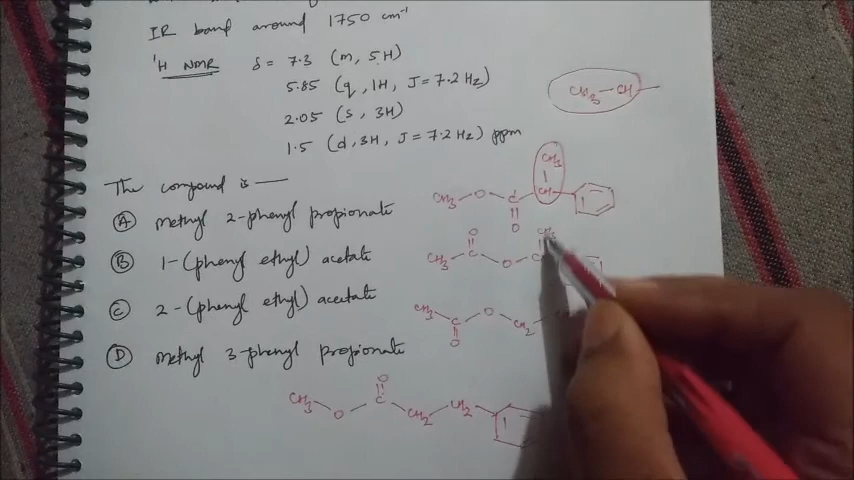 IR band around 1750 cm⁻¹
¹H NMR δ = 7.3 (m, 5H)
5.85 (q, 1H, J = 7.2 Hz)
2.05 (s, 3H)
1.5 (d, 3H, J = 7.2 Hz) ppm
CH₃ — CH —
The compound is —
(A) Methyl 2-phenyl propionate
CH₃ O C O CH CH₃
(B) 1-(phenyl ethyl) acetate
CH₃ C O O CH₃
(C) 2-(phenyl ethyl) acetate
CH₃ C O O CH₂
(D) Methyl 3-phenyl propionate
CH₃ O C O CH₂ CH₂